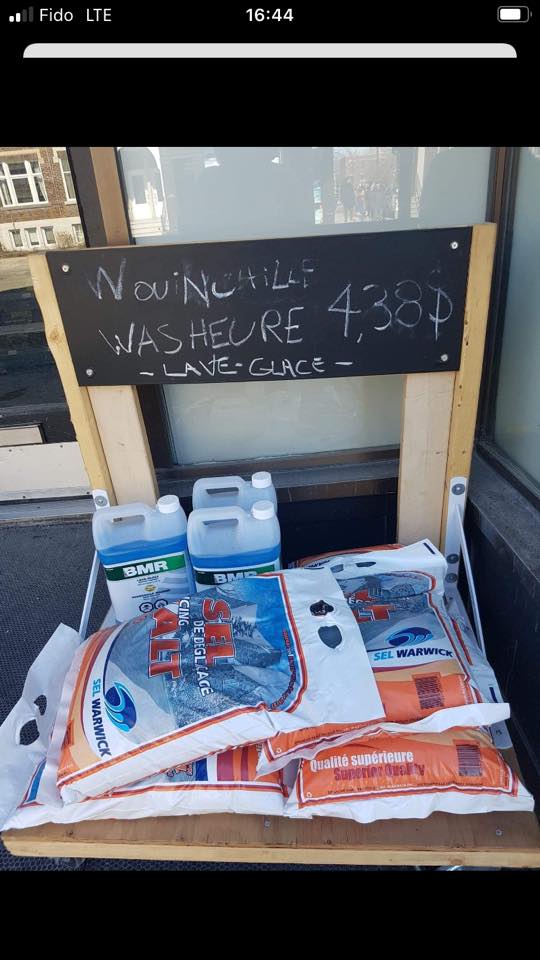 Fido LTE 16:44
WouiNCHiLLE
WASHEURE 4,38$
- LAVE-GLACE -
BMR
BMR
SEL
DE DÉGLAÇAGE
ICING
SALT
SEL WARWICK
SEL WARWICK
Qualité supérieure
Superior Quality